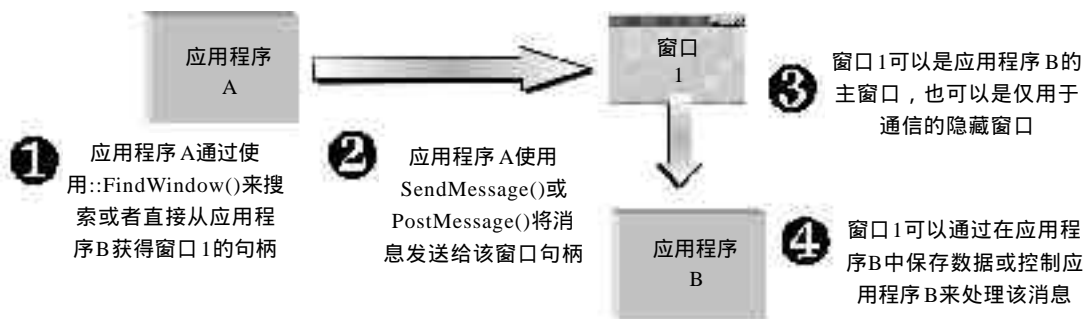 应用程序
A
窗口
1
❶
应用程序A通过使
用::FindWindow()来搜
索或者直接从应用程
序B获得窗口1的句柄
❷
应用程序A使用
SendMessage()或
PostMessage()将消
息发送给该窗口句柄
❸
窗口1可以是应用程序B的
主窗口，也可以是仅用于
通信的隐藏窗口
应用程序
B
❹
窗口1可以通过在应用程
序B中保存数据或控制应
用程序B来处理该消息